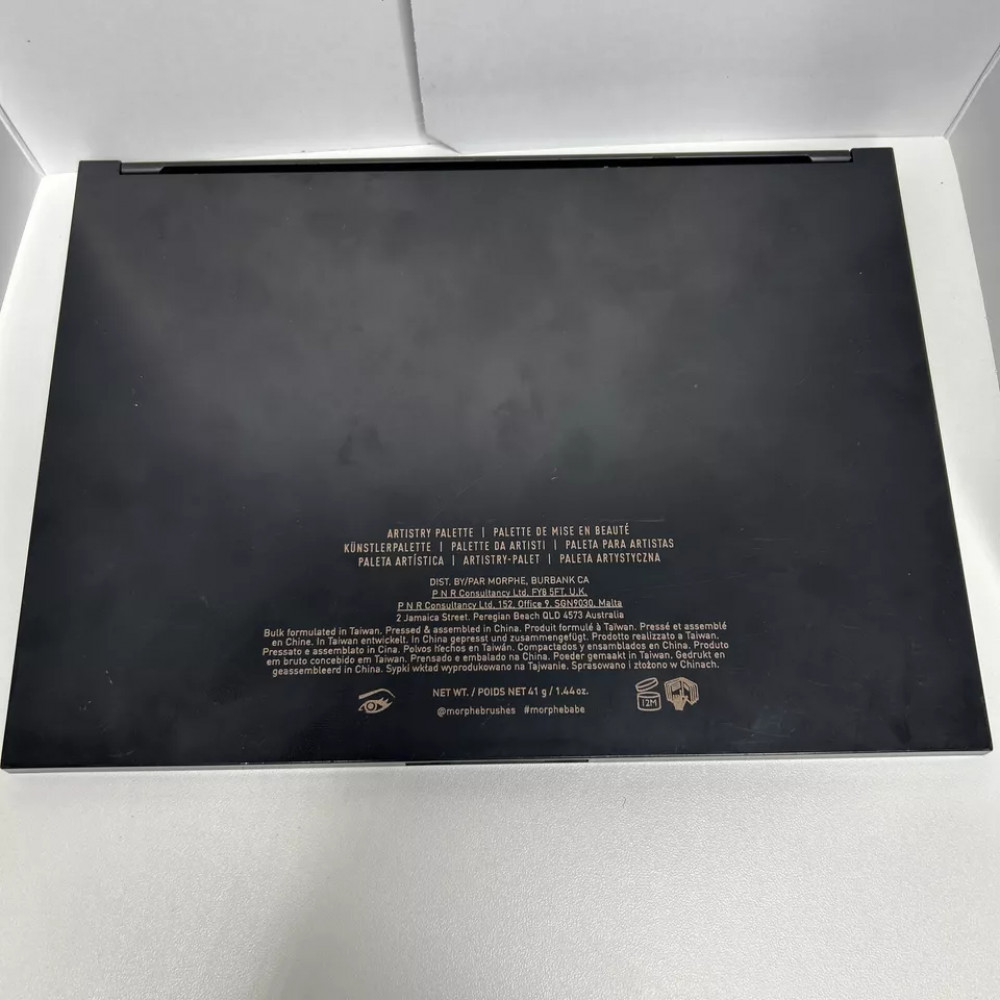 ARTISTRY PALETTE | PALETTE DE MISE EN BEAUTÉ
KÜNSTLERPALETTE | PALETTE DA ARTISTI | PALETA PARA ARTISTAS
PALETA ARTÍSTICA | ARTISTRY-PALET | PALETA ARTYSTYCZNA
DIST. BY/PAR MORPHE, BURBANK CA
P N R Consultancy Ltd. FY8 5FT. U.K.
P N R Consultancy Ltd. 152, Office 9, SGN9030, Malta
2 Jamaica Street. Peregian Beach QLD 4573 Australia
Bulk formulated in Taiwan. Pressed & assembled in China. Produit formulé à Taiwan. Pressé et assemblé
en Chine. In Taiwan entwickelt. In China gepresst und zusammengefügt. Prodotto realizzato a Taiwan.
Pressato e assemblato in Cina. Polvos hechos en Taiwán. Compactados y ensamblados en China. Produto
em bruto concebido em Taiwan. Prensado e embalado na China. Poeder gemaakt in Taiwan. Gedrukt en
geassembleerd in China. Sypki wkład wyprodukowano na Tajwanie. Sprasowano i złożono w Chinach.
NET WT. / POIDS NET 41 g / 1.44 oz.
12M
@morphebrushes #morphebabe